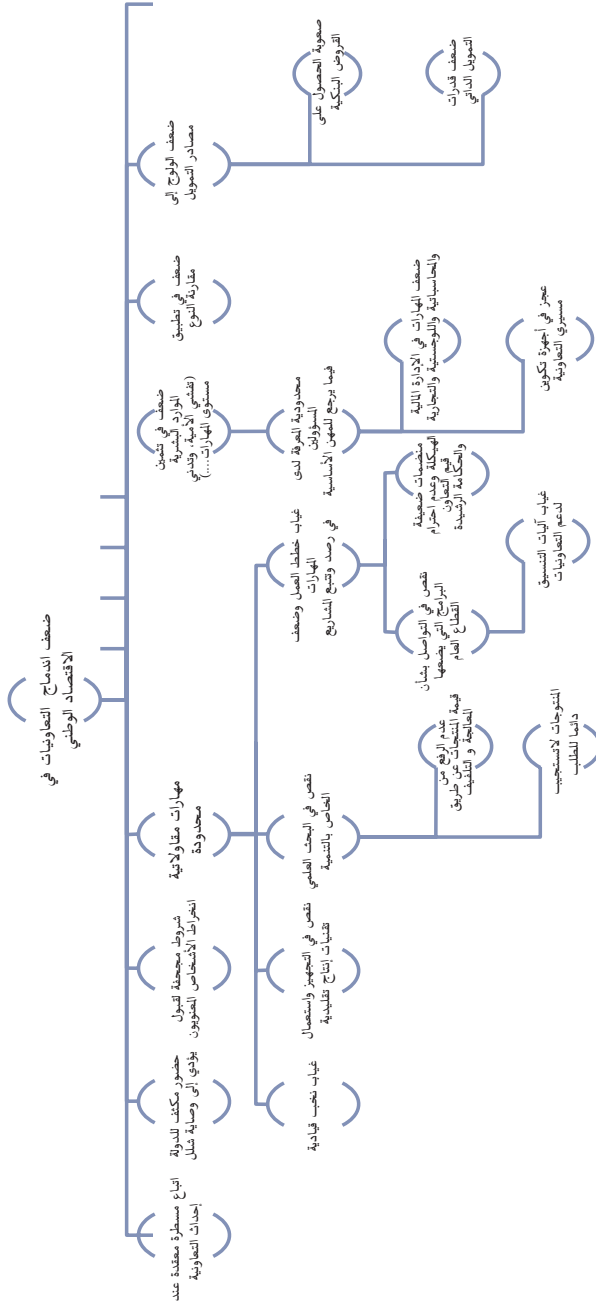 ضعف اندماج التعاونيات في
الاقتصاد الوطني
ضعف الولوج إلى
مصادر التمويل
صعوبة الحصول على
القروض البنكية
ضعف قدرات
التمويل الذاتي
ضعف في تطبيق
مقاربة النوع
ضعف في تثمين
الموارد البشرية
(تفشي الأمية، وتدني
مستوى المهارات....)
محدودية المعرفة لدى
المسؤولين
فيما يرجع للمهن الأساسية
ضعف المهارات في الإدارة المالية
والمحاسباتية واللوجستية والتجارية
عجز في أجهزة تكوين
مسيري التعاونية
مهارات مقاولاتية
محدودة
غياب خطط العمل وضعف
المهارات
في رصد وتتبع المشاريع
منضمات ضعيفة
الهيكلة وعدم احترام
قيم التعاون
والحكامة الرشيدة
نقص في التواصل بشأن
البرامج التي يضعها
القطاع العام
غياب آليات التنسيق
لدعم التعاونيات
نقص في البحث العلمي
الخاص بالتنمية
عدم الرفع من
قيمة المنتجات عن طريق
المعالجة و التلفيف
المنتوجات لاتستجيب
دائما للطلب
نقص في التجهيز واستعمال
تقنيات إنتاج تقليدية
غياب نخب قيادية
شروط مجحفة لقبول
انخراط الأشخاص المعنويون
حضور مكثف للدولة
يؤدي إلى وصاية شلل
اتباع مسطرة معقدة عند
إحداث التعاونية